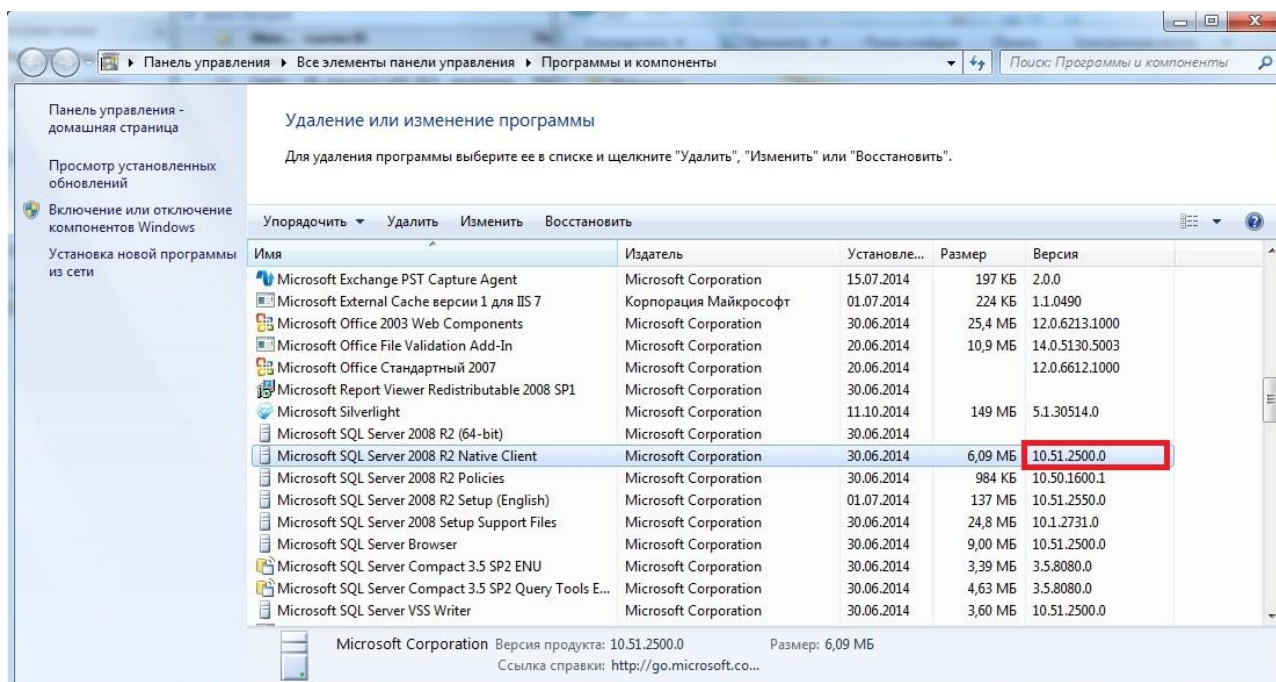 Панель управления ▸ Все элементы панели управления ▸ Программы и компоненты
Поиск: Программы и компоненты
Панель управления -
домашняя страница
Просмотр установленных
обновлений
Включение или отключение
компонентов Windows
Установка новой программы
из сети
Удаление или изменение программы
Для удаления программы выберите ее в списке и щелкните "Удалить", "Изменить" или "Восстановить".
Упорядочить Удалить Изменить Восстановить
Имя Издатель Установле... Размер Версия
Microsoft Exchange PST Capture Agent Microsoft Corporation 15.07.2014 197 КБ 2.0.0
Microsoft External Cache версии 1 для IIS 7 Корпорация Майкрософт 01.07.2014 224 КБ 1.1.0490
Microsoft Office 2003 Web Components Microsoft Corporation 30.06.2014 25,4 МБ 12.0.6213.1000
Microsoft Office File Validation Add-In Microsoft Corporation 20.06.2014 10,9 МБ 14.0.5130.5003
Microsoft Office Стандартный 2007 Microsoft Corporation 20.06.2014 12.0.6612.1000
Microsoft Report Viewer Redistributable 2008 SP1 Microsoft Corporation 30.06.2014
Microsoft Silverlight Microsoft Corporation 11.10.2014 149 МБ 5.1.30514.0
Microsoft SQL Server 2008 R2 (64-bit) Microsoft Corporation 30.06.2014
Microsoft SQL Server 2008 R2 Native Client Microsoft Corporation 30.06.2014 6,09 МБ 10.51.2500.0
Microsoft SQL Server 2008 R2 Policies Microsoft Corporation 30.06.2014 984 КБ 10.50.1600.1
Microsoft SQL Server 2008 R2 Setup (English) Microsoft Corporation 01.07.2014 137 МБ 10.51.2550.0
Microsoft SQL Server 2008 Setup Support Files Microsoft Corporation 30.06.2014 24,8 МБ 10.1.2731.0
Microsoft SQL Server Browser Microsoft Corporation 30.06.2014 9,00 МБ 10.51.2500.0
Microsoft SQL Server Compact 3.5 SP2 ENU Microsoft Corporation 30.06.2014 3,39 МБ 3.5.8080.0
Microsoft SQL Server Compact 3.5 SP2 Query Tools E... Microsoft Corporation 30.06.2014 4,63 МБ 3.5.8080.0
Microsoft SQL Server VSS Writer Microsoft Corporation 30.06.2014 3,60 МБ 10.51.2500.0
Microsoft Corporation Версия продукта: 10.51.2500.0 Размер: 6,09 МБ
Ссылка справки: http://go.microsoft.co...